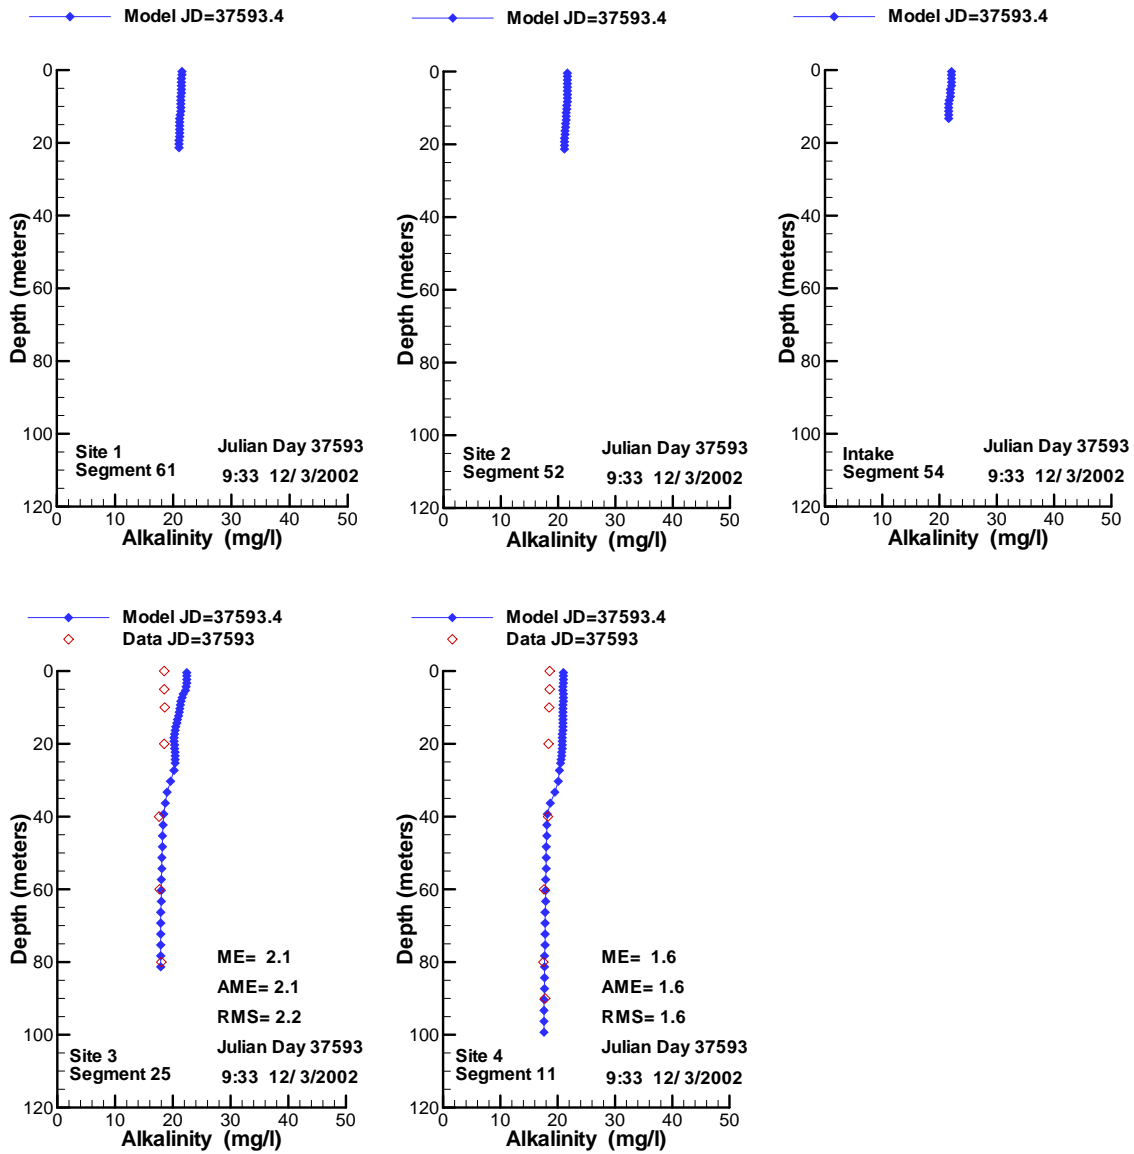 Model JD=37593.4
0
20
40
60
80
100
120
Depth (meters)
Site 1
Segment 61
Julian Day 37593
9:33 12/ 3/2002
0 10 20 30 40 50
Alkalinity (mg/l)
Model JD=37593.4
0
20
40
60
80
100
120
Depth (meters)
Site 2
Segment 52
Julian Day 37593
9:33 12/ 3/2002
0 10 20 30 40 50
Alkalinity (mg/l)
Model JD=37593.4
0
20
40
60
80
100
120
Depth (meters)
Intake
Segment 54
Julian Day 37593
9:33 12/ 3/2002
0 10 20 30 40 50
Alkalinity (mg/l)
Model JD=37593.4
Data JD=37593
0
20
40
60
80
100
120
Depth (meters)
ME= 2.1
AME= 2.1
RMS= 2.2
Site 3
Segment 25
Julian Day 37593
9:33 12/ 3/2002
0 10 20 30 40 50
Alkalinity (mg/l)
Model JD=37593.4
Data JD=37593
0
20
40
60
80
100
120
Depth (meters)
ME= 1.6
AME= 1.6
RMS= 1.6
Site 4
Segment 11
Julian Day 37593
9:33 12/ 3/2002
0 10 20 30 40 50
Alkalinity (mg/l)